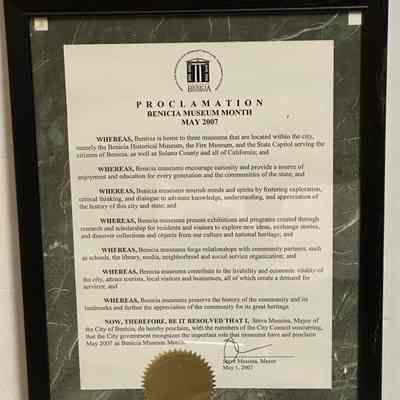 BENICIA
PROCLAMATION
BENICIA MUSEUM MONTH
MAY 2007
WHEREAS, Benicia is home to three museums that are located within the city,
namely the Benicia Historical Museum, the Fire Museum, and the State Capitol serving the
citizens of Benicia, as well as Solano County and all of California; and
WHEREAS, Benicia museums encourage curiosity and provide a source of
enjoyment and education for every generation and the communities of the state; and
WHEREAS, Benicia museums nourish minds and spirits by fostering exploration,
critical thinking, and dialogue to advance knowledge, understanding, and appreciation of
the history of this city and state; and
WHEREAS, Benicia museums present exhibitions and programs created through
research and scholarship for residents and visitors to explore new ideas, exchange stories,
and discover collections and objects from our culture and national heritage; and
WHEREAS, Benicia museums forge relationships with community partners, such
as schools, the library, media, neighborhood and social service organization; and
WHEREAS, Benicia museums contribute to the livability and economic vitality of
the city, attract tourists, local visitors and businesses, all of which create a demand for
services; and
WHEREAS, Benicia museums preserve the history of the community and its
landmarks and further the appreciation of the community for its great heritage.
NOW, THEREFORE, BE IT RESOLVED THAT I, Steve Messina, Mayor of
the City of Benicia, do hereby proclaim, with the members of the City Council concurring,
that the City government recognizes the important role that museums have and proclaim
May 2007 as Benicia Museum Month.
Steve Messina, Mayor
May 1, 2007